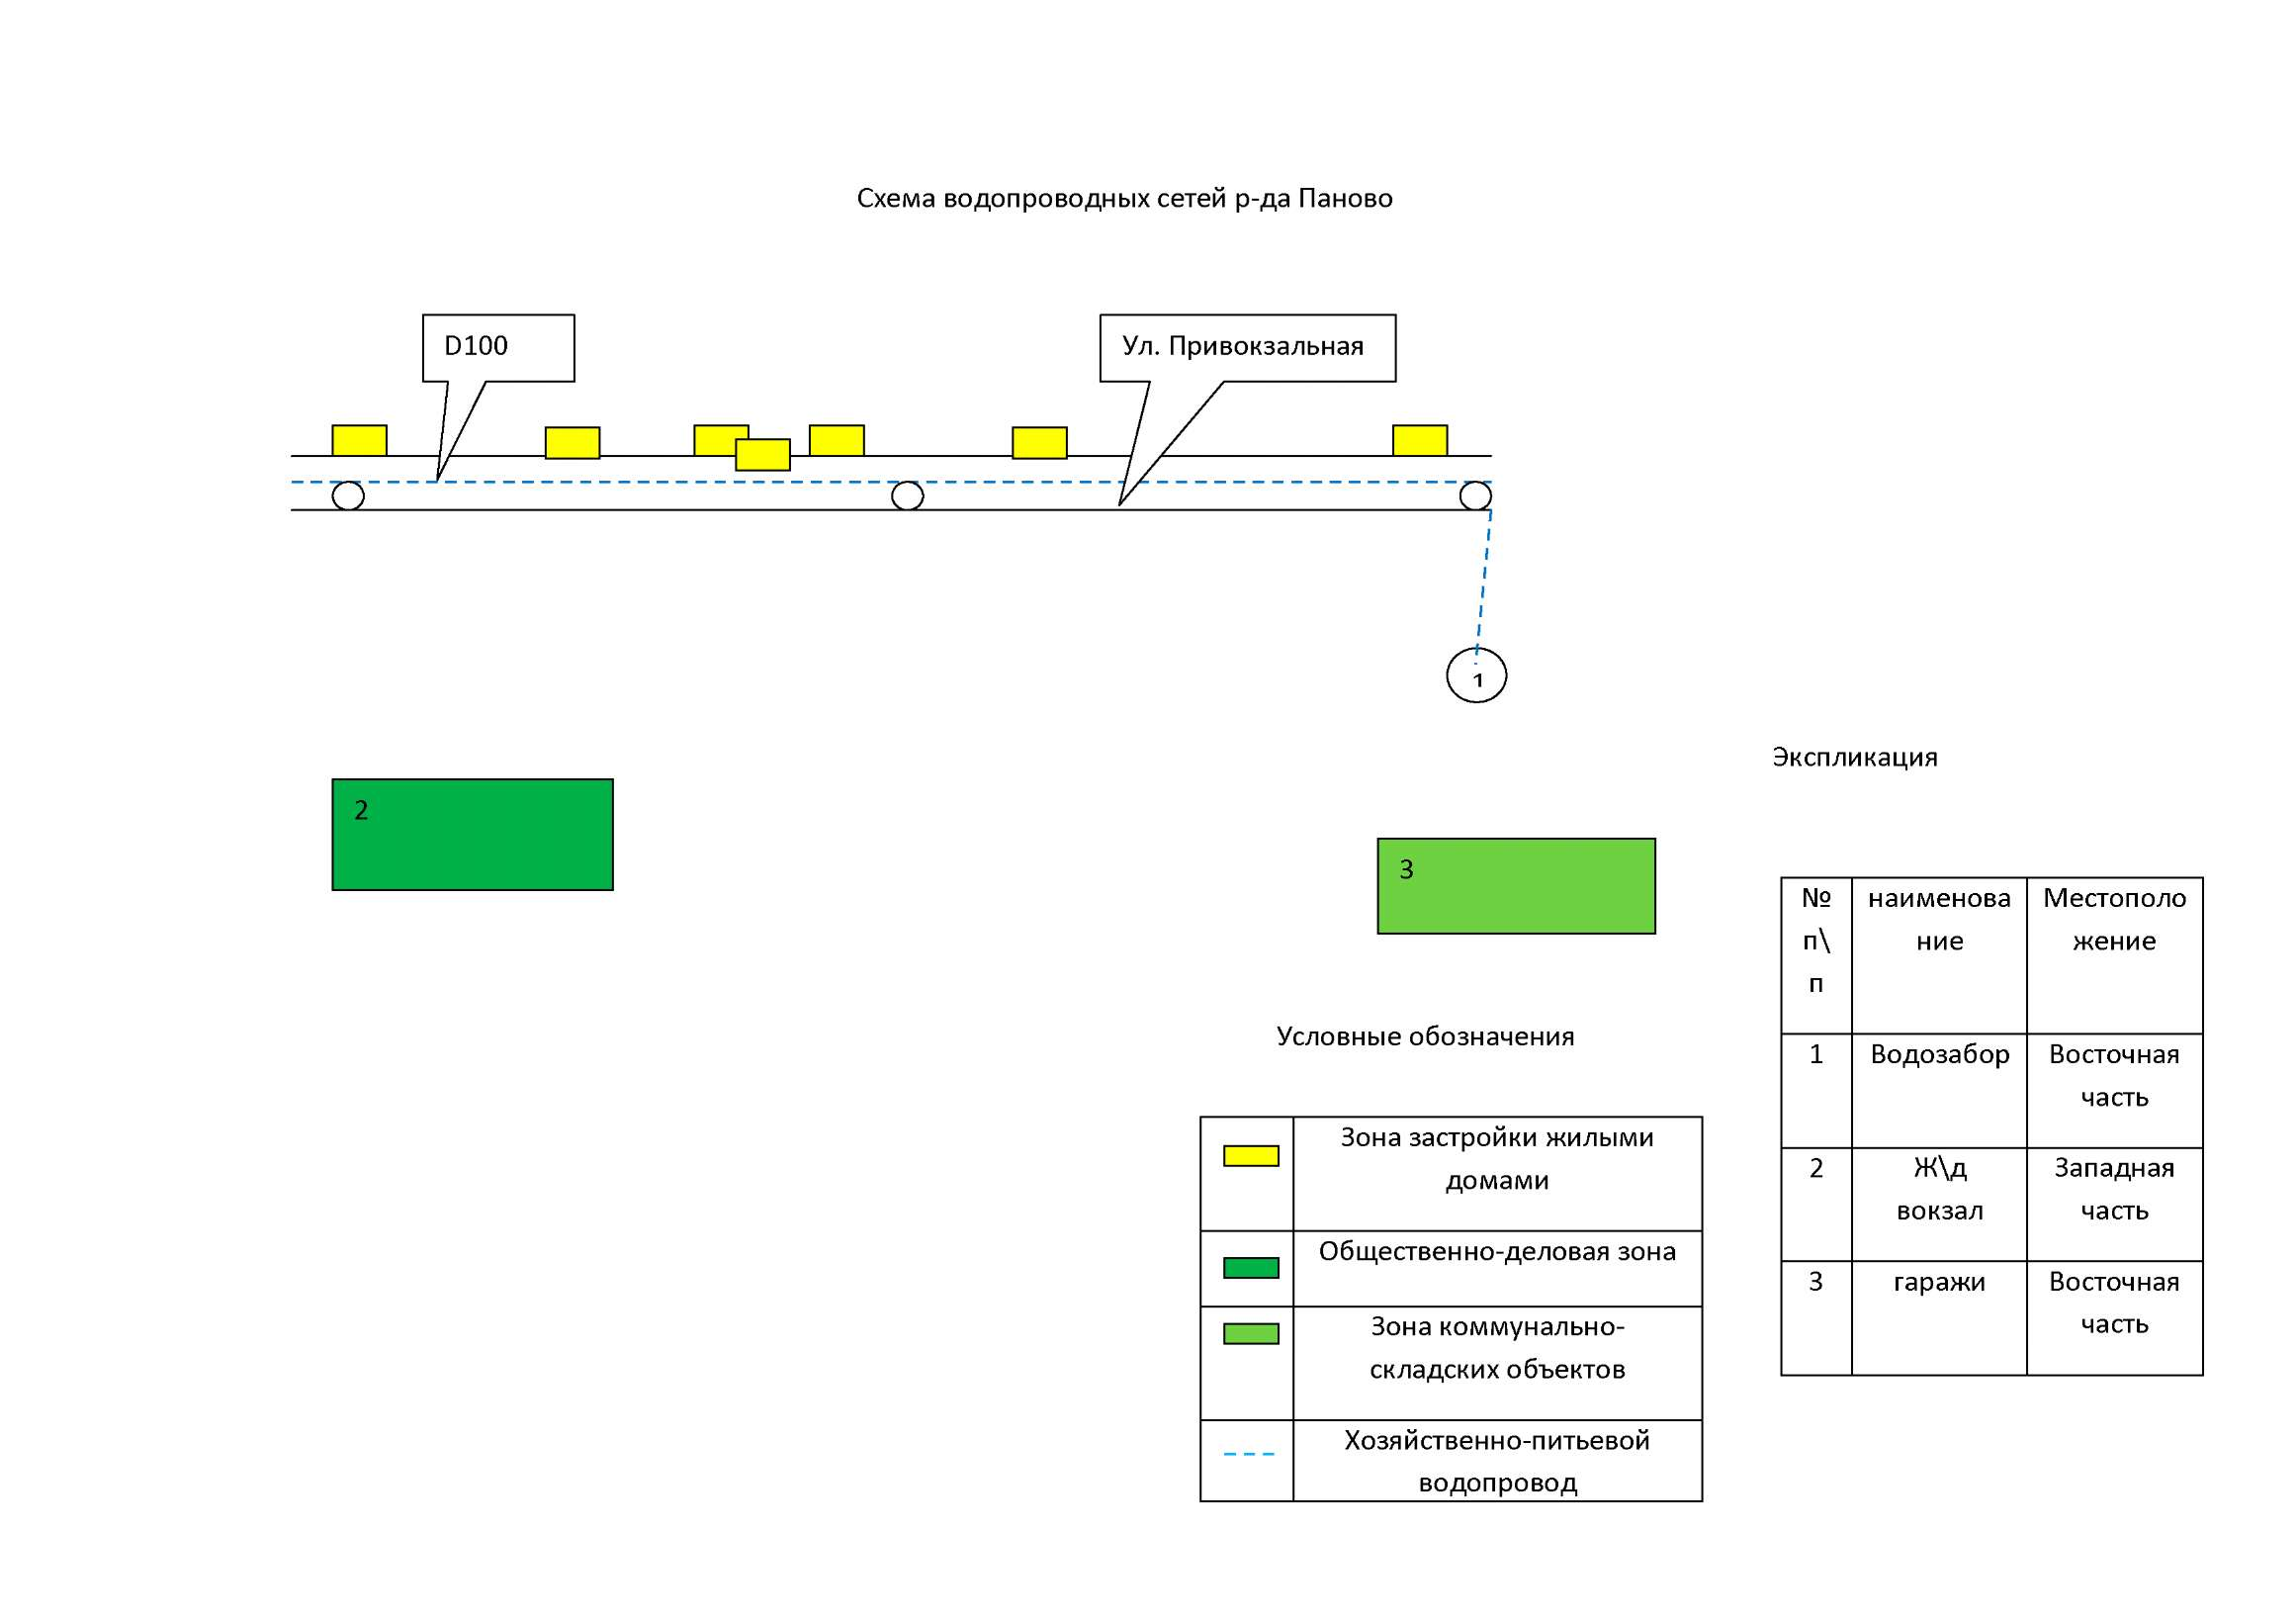 Схема водопроводных сетей р-да Паново
D100
Ул. Привокзальная
1
Экспликация
2
3
№ наименова Местополо
п\ ние жение
п
1 Водозабор Восточная
часть
2 Ж\д Западная
вокзал часть
3 гаражи Восточная
часть
Условные обозначения
Зона застройки жилыми
домами
Общественно-деловая зона
Зона коммунально-
складских объектов
Хозяйственно-питьевой
водопровод